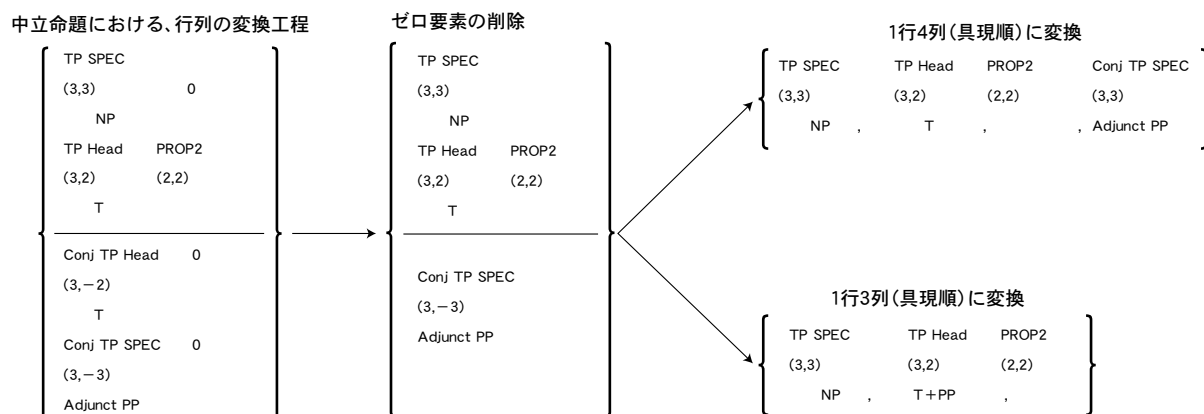 中立命題における、行列の変換工程
TP SPEC
(3,3) 0
NP
TP Head PROP2
(3,2) (2,2)
T
Conj TP Head 0
(3,－2)
T
Conj TP SPEC 0
(3,－3)
Adjunct PP
ゼロ要素の削除
TP SPEC
(3,3)
NP
TP Head PROP2
(3,2) (2,2)
T
Conj TP SPEC
(3,－3)
Adjunct PP
1行4列(具現順)に変換
TP SPEC TP Head PROP2 Conj TP SPEC
(3,3) (3,2) (2,2) (3,3)
NP , T , , Adjunct PP
1行3列(具現順)に変換
TP SPEC TP Head PROP2
(3,3) (3,2) (2,2)
NP , T＋PP ,